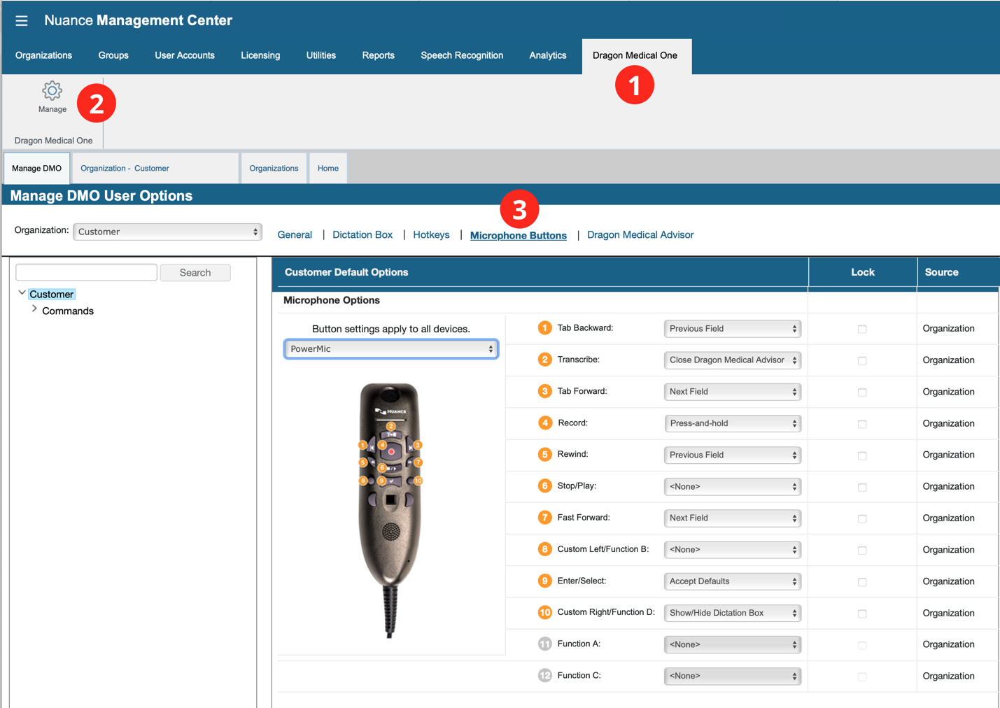 Nuance Management Center
Organizations Groups User Accounts Licensing Utilities Reports Speech Recognition Analytics Dragon Medical One
1
Manage
2
Dragon Medical One
Manage DMO Organization - Customer Organizations Home
Manage DMO User Options
3
Organization: Customer General | Dictation Box | Hotkeys | Microphone Buttons | Dragon Medical Advisor
Search
Customer
Commands
Customer Default Options Lock Source
Microphone Options
Button settings apply to all devices.
PowerMic
NUANCE
2
1 4 3
5 6 7
8 9 10
1 Tab Backward: Previous Field Organization
2 Transcribe: Close Dragon Medical Advisor Organization
3 Tab Forward: Next Field Organization
4 Record: Press-and-hold Organization
5 Rewind: Previous Field Organization
6 Stop/Play: <None> Organization
7 Fast Forward: Next Field Organization
8 Custom Left/Function B: <None> Organization
9 Enter/Select: Accept Defaults Organization
10 Custom Right/Function D: Show/Hide Dictation Box Organization
11 Function A: <None> Organization
12 Function C: <None> Organization